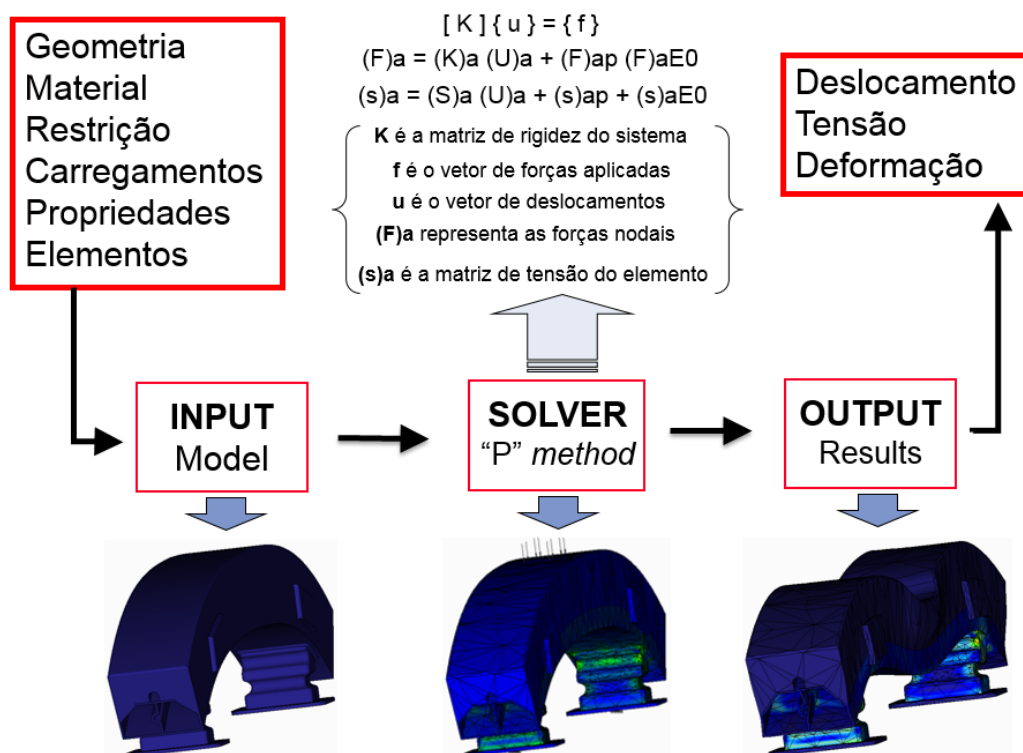 Geometria
Material
Restrição
Carregamentos
Propriedades
Elementos
[ K ] { u } = { f }
(F)a = (K)a (U)a + (F)ap (F)aE0
(s)a = (S)a (U)a + (s)ap + (s)aE0
K é a matriz de rigidez do sistema
f é o vetor de forças aplicadas
u é o vetor de deslocamentos
(F)a representa as forças nodais
(s)a é a matriz de tensão do elemento
Deslocamento
Tensão
Deformação
INPUT
Model
SOLVER
“P” method
OUTPUT
Results